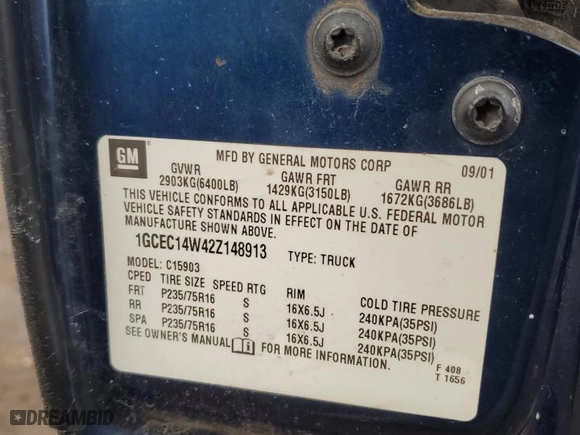 GM
MFD BY GENERAL MOTORS CORP 09/01
GVWR GAWR FRT GAWR RR
2903KG(6400LB) 1429KG(3150LB) 1672KG(3686LB)
THIS VEHICLE CONFORMS TO ALL APPLICABLE U.S. FEDERAL MOTOR
VEHICLE SAFETY STANDARDS IN EFFECT ON THE DATE OF
MANUFACTURE SHOWN ABOVE.
1GCEC14W42Z148913 TYPE: TRUCK
MODEL: C15903
CPED TIRE SIZE SPEED RTG RIM COLD TIRE PRESSURE
FRT P235/75R16 S 16X6.5J 240KPA(35PSI)
RR P235/75R16 S 16X6.5J 240KPA(35PSI)
SPA P235/75R16 S 16X6.5J 240KPA(35PSI)
SEE OWNER'S MANUAL FOR MORE INFORMATION.
F 408
T 1656
DREAMBID